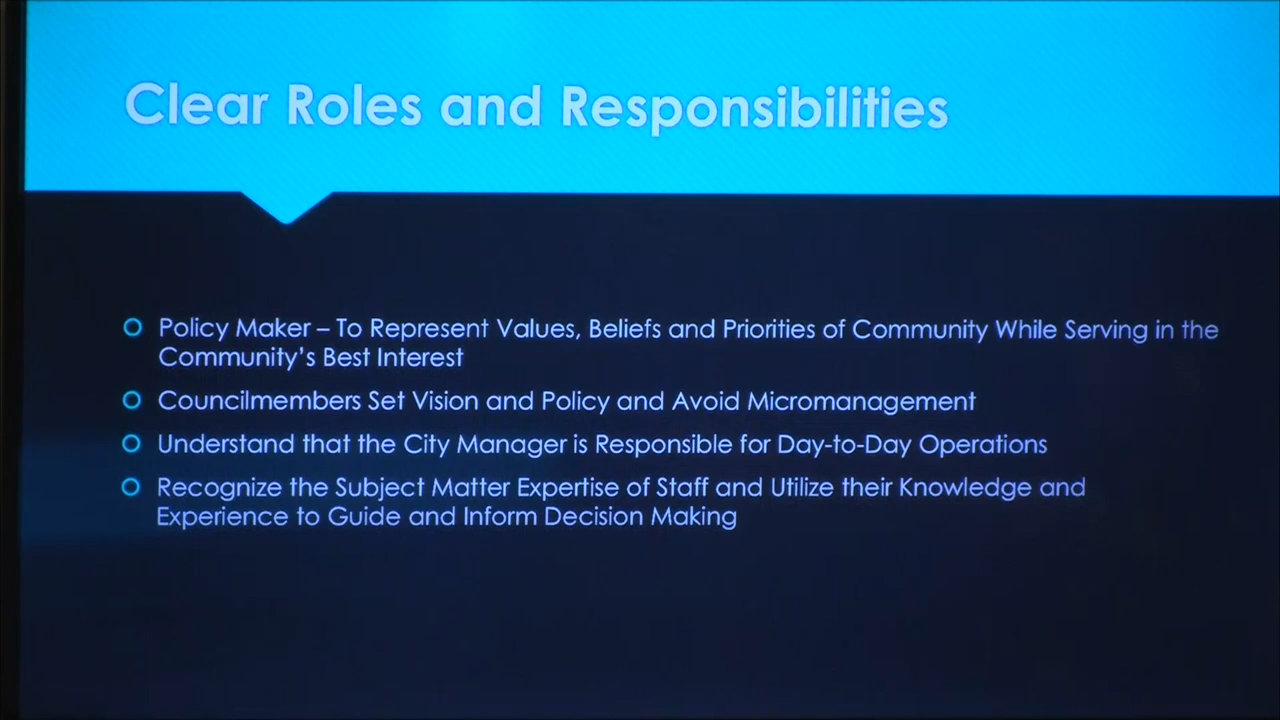 Clear Roles and Responsibilities
Policy Maker – To Represent Values, Beliefs and Priorities of Community While Serving in the
Community's Best Interest
Councilmembers Set Vision and Policy and Avoid Micromanagement
Understand that the City Manager is Responsible for Day-to-Day Operations
Recognize the Subject Matter Expertise of Staff and Utilize their Knowledge and
Experience to Guide and Inform Decision Making